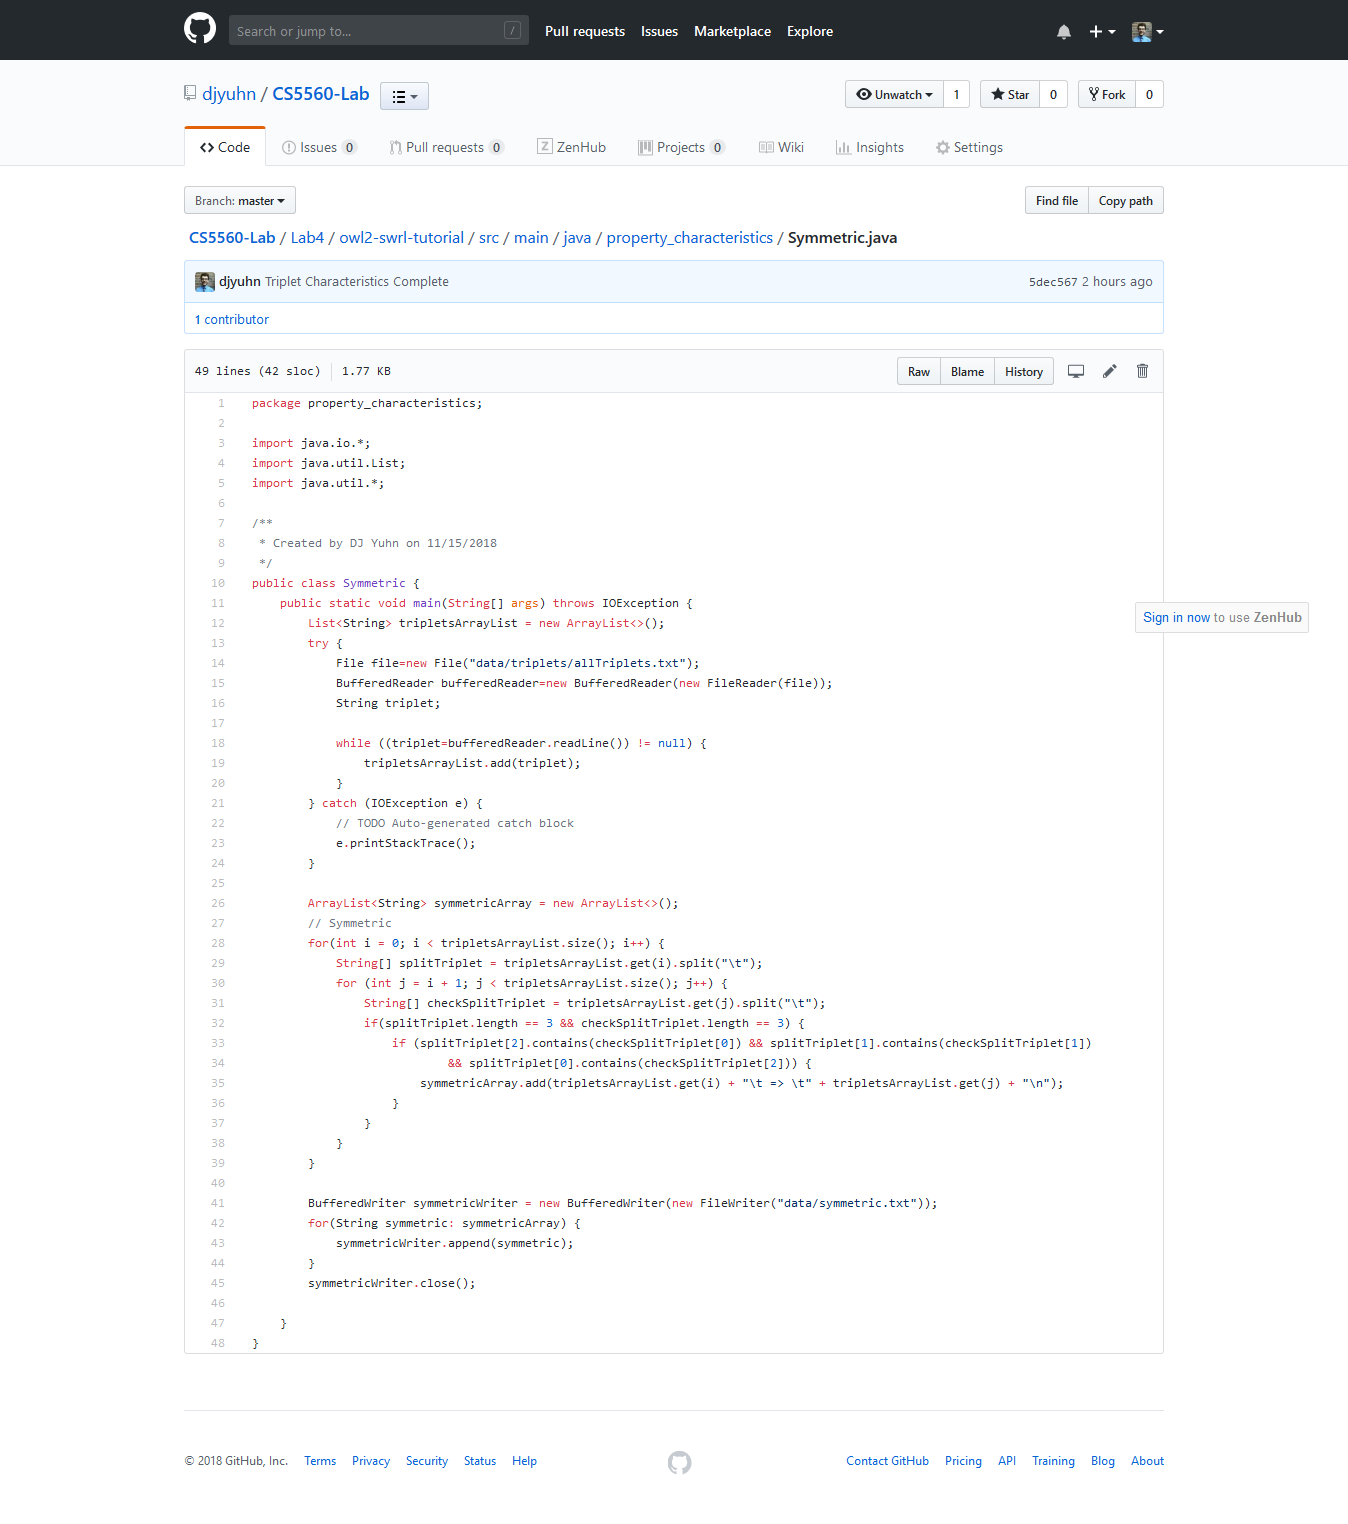 Search or jump to... / Pull requests Issues Marketplace Explore
djyuhn / CS5560-Lab Unwatch 1 Star 0 Fork 0
Code Issues 0 Pull requests 0 ZenHub Projects 0 Wiki Insights Settings
Branch: master Find file Copy path
CS5560-Lab / Lab4 / owl2-swrl-tutorial / src / main / java / property_characteristics / Symmetric.java
djyuhn Triplet Characteristics Complete 5dec567 2 hours ago
1 contributor
49 lines (42 sloc) 1.77 KB Raw Blame History
1 package property_characteristics;
2
3 import java.io.*;
4 import java.util.List;
5 import java.util.*;
6
7 /**
8  * Created by DJ Yuhn on 11/15/2018
9  */
10 public class Symmetric {
11     public static void main(String[] args) throws IOException {
12         List<String> tripletsArrayList = new ArrayList<>();
13         try {
14             File file=new File("data/triplets/allTriplets.txt");
15             BufferedReader bufferedReader=new BufferedReader(new FileReader(file));
16             String triplet;
17
18             while ((triplet=bufferedReader.readLine()) != null) {
19                 tripletsArrayList.add(triplet);
20             }
21         } catch (IOException e) {
22             // TODO Auto-generated catch block
23             e.printStackTrace();
24         }
25
26         ArrayList<String> symmetricArray = new ArrayList<>();
27         // Symmetric
28         for(int i = 0; i < tripletsArrayList.size(); i++) {
29             String[] splitTriplet = tripletsArrayList.get(i).split("\t");
30             for (int j = i + 1; j < tripletsArrayList.size(); j++) {
31                 String[] checkSplitTriplet = tripletsArrayList.get(j).split("\t");
32                 if(splitTriplet.length == 3 && checkSplitTriplet.length == 3) {
33                     if (splitTriplet[2].contains(checkSplitTriplet[0]) && splitTriplet[1].contains(checkSplitTriplet[1])
34                             && splitTriplet[0].contains(checkSplitTriplet[2])) {
35                         symmetricArray.add(tripletsArrayList.get(i) + "\t => \t" + tripletsArrayList.get(j) + "\n");
36                     }
37                 }
38             }
39         }
40
41         BufferedWriter symmetricWriter = new BufferedWriter(new FileWriter("data/symmetric.txt"));
42         for(String symmetric: symmetricArray) {
43             symmetricWriter.append(symmetric);
44         }
45         symmetricWriter.close();
46
47     }
48 }
Sign in now to use ZenHub
© 2018 GitHub, Inc. Terms Privacy Security Status Help Contact GitHub Pricing API Training Blog About